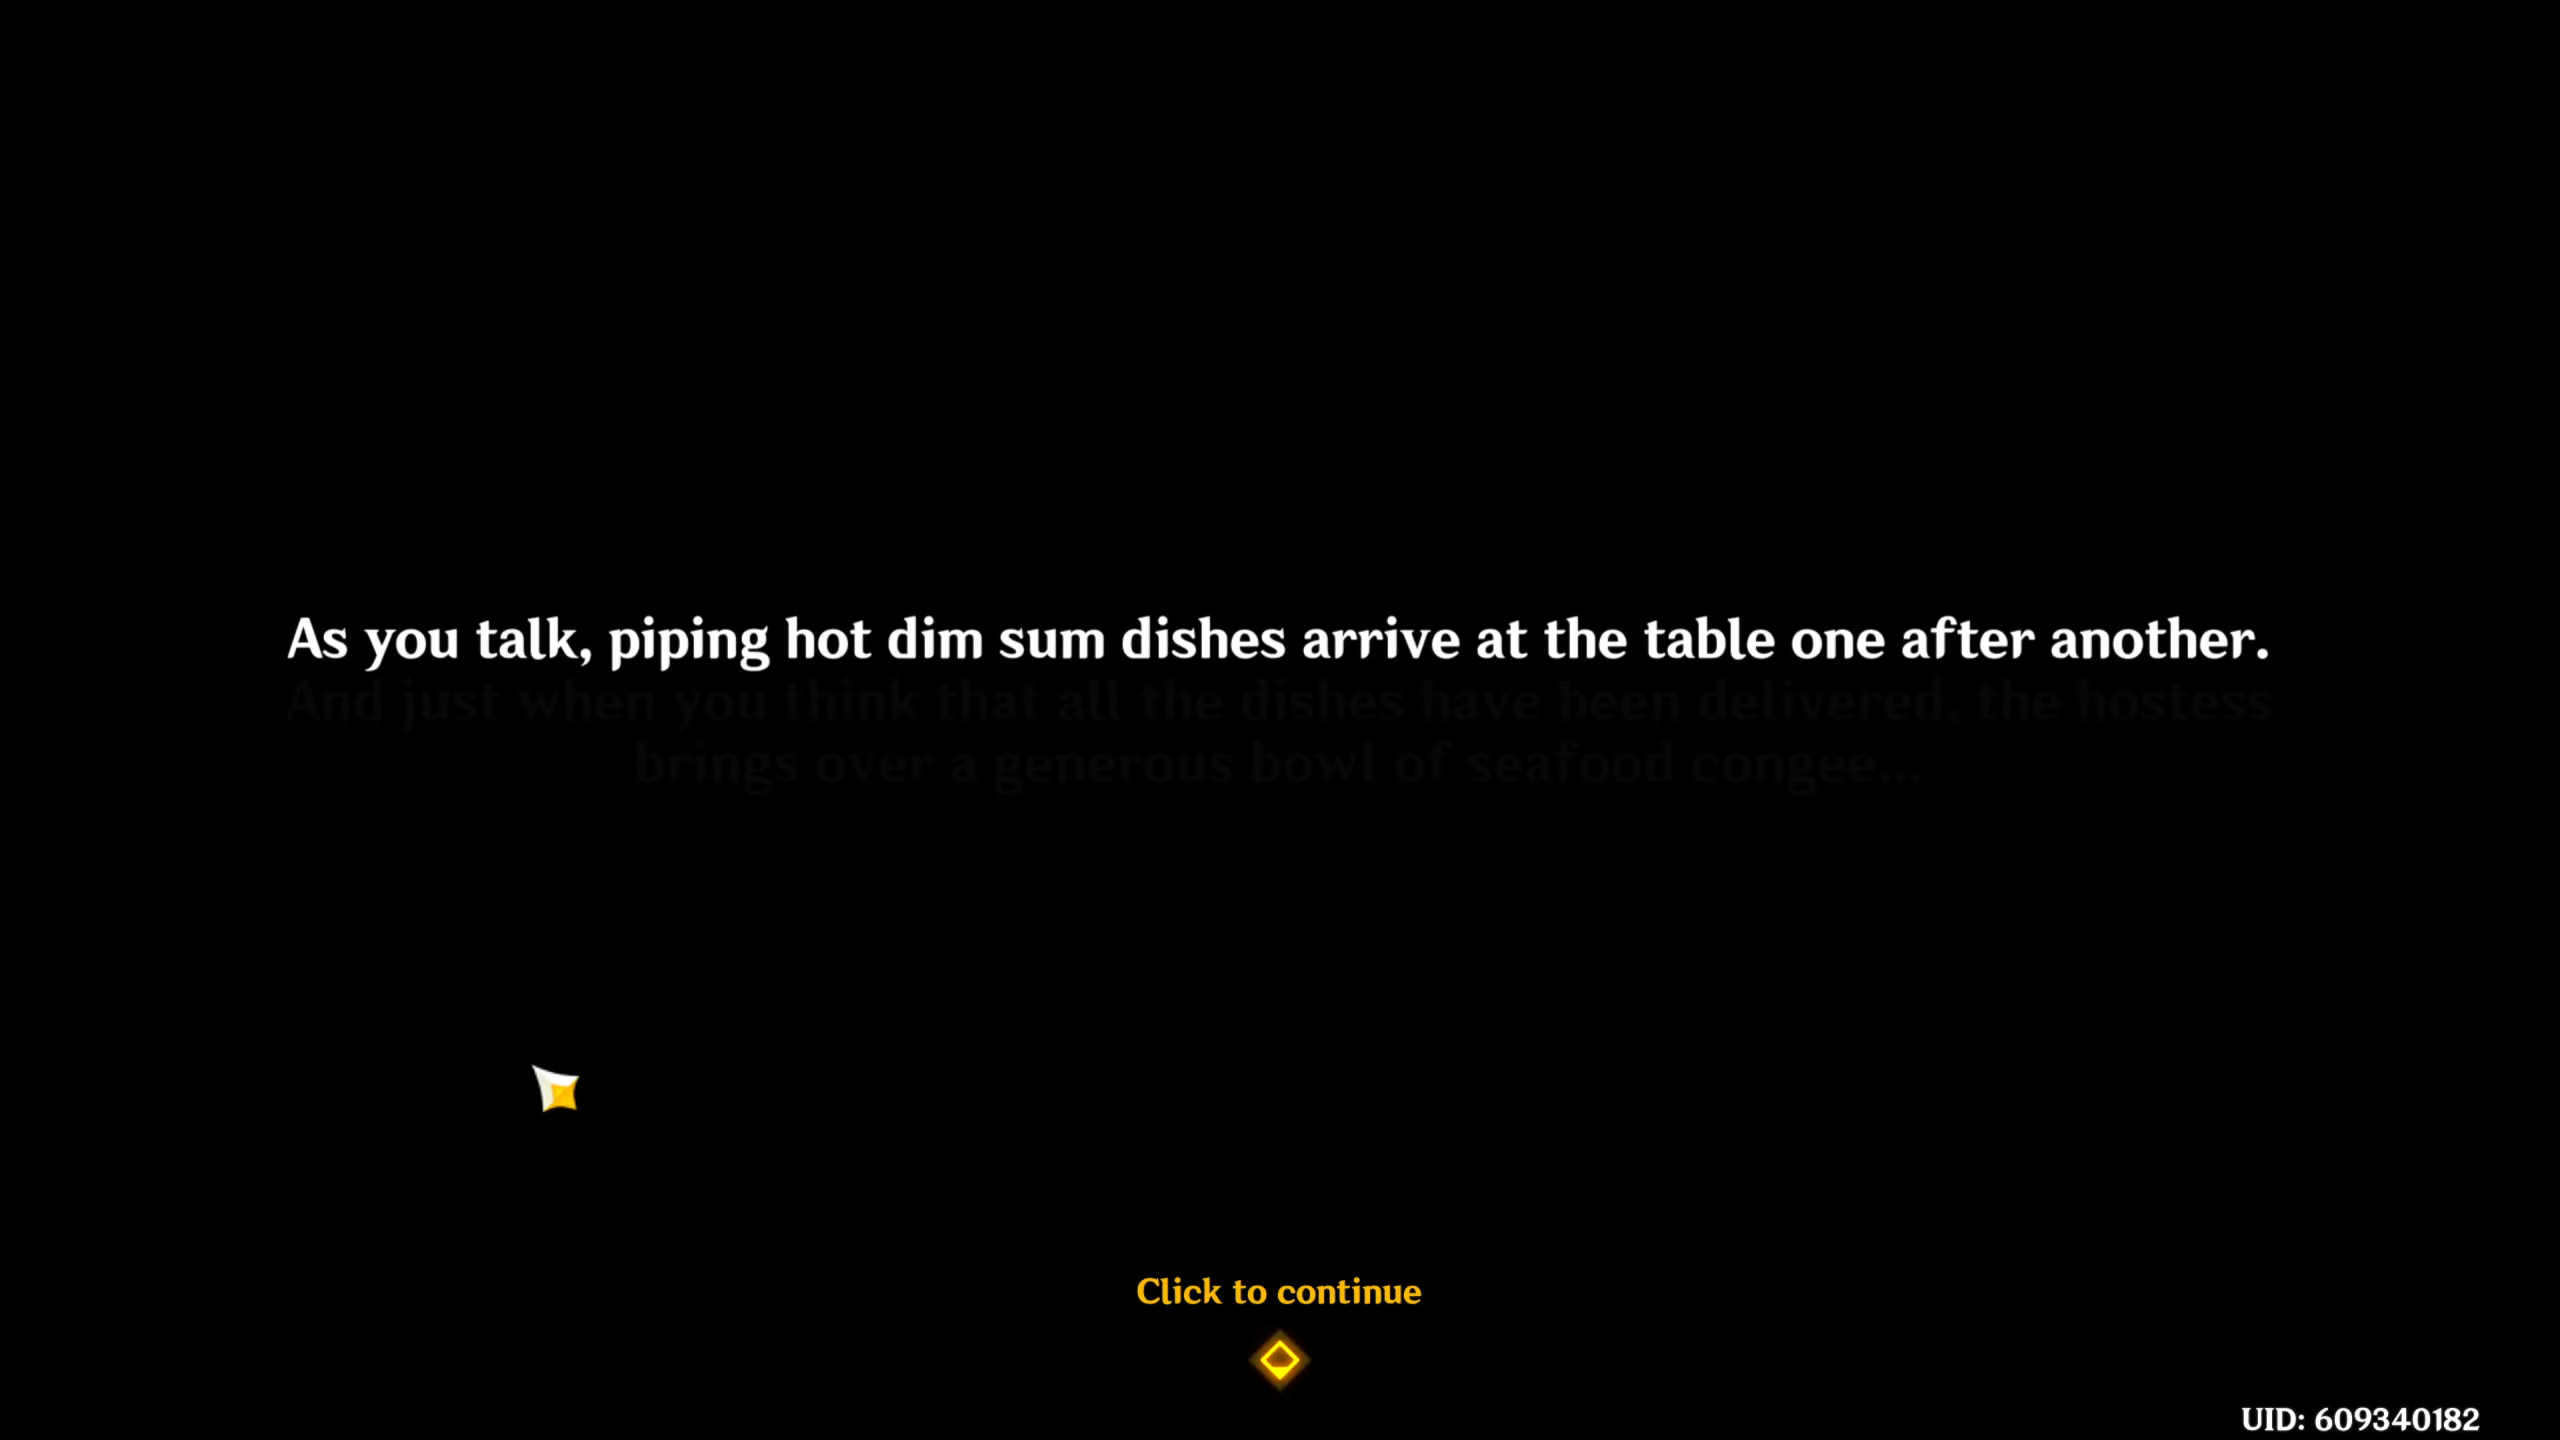 As you talk, piping hot dim sum dishes arrive at the table one after another.
And just when you think that all the dishes have been delivered, the hostess
brings over a generous bowl of seafood congee...
Click to continue
UID: 609340182